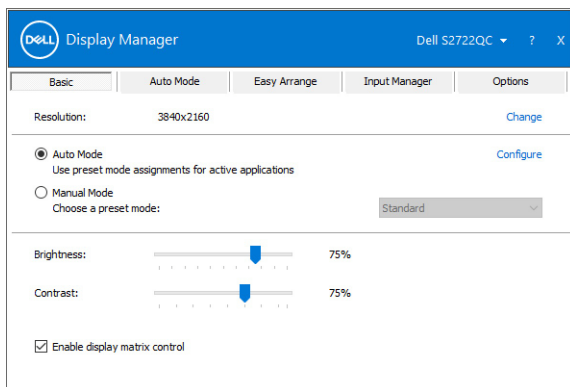 DELL Display Manager Dell S2722QC ? X
Basic Auto Mode Easy Arrange Input Manager Options
Resolution: 3840x2160 Change
Auto Mode Configure
Use preset mode assignments for active applications
Manual Mode
Choose a preset mode: Standard
Brightness: 75%
Contrast: 75%
Enable display matrix control